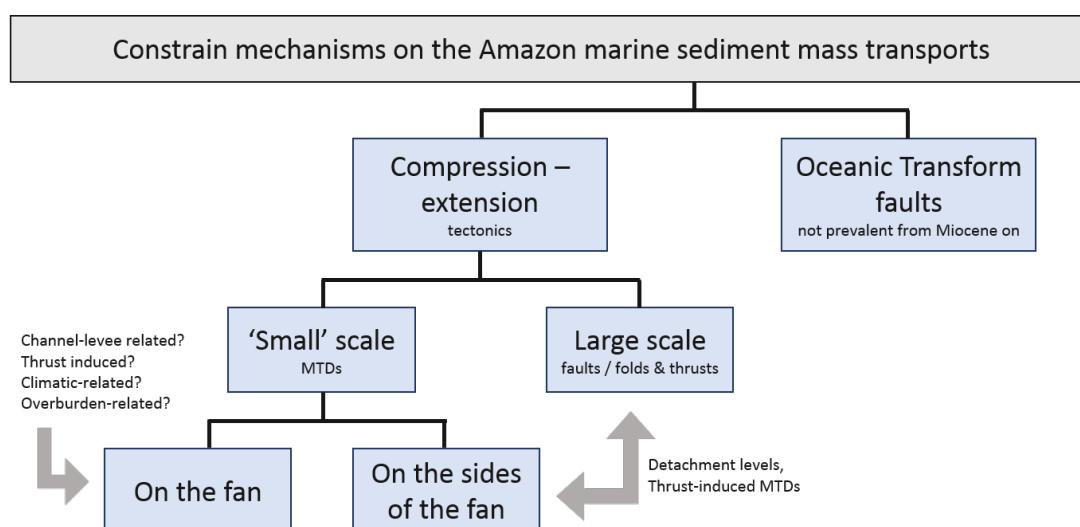 Constrain mechanisms on the Amazon marine sediment mass transports
Compression –
extension
tectonics
Oceanic Transform
faults
not prevalent from Miocene on
‘Small’ scale
MTDs
Large scale
faults / folds & thrusts
Channel-levee related?
Thrust induced?
Climatic-related?
Overburden-related?
On the fan
On the sides
of the fan
Detachment levels,
Thrust-induced MTDs